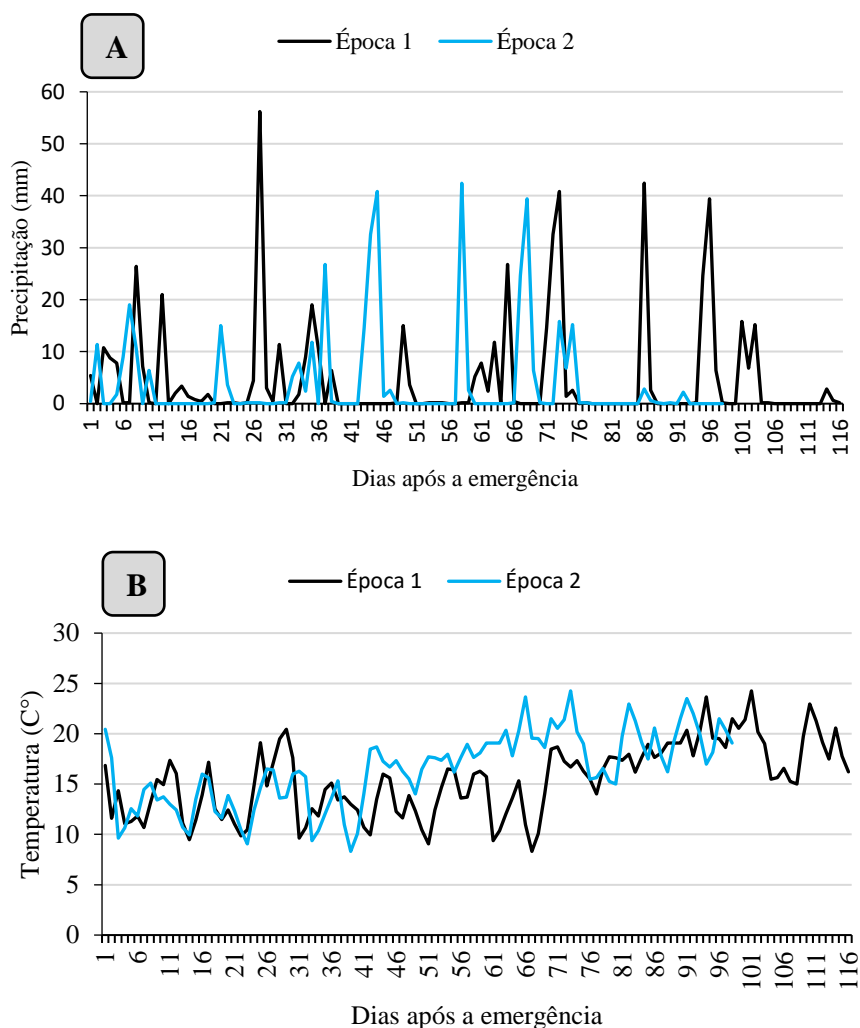 A
Época 1 Época 2
Precipitação (mm)
60
50
40
30
20
10
0
1 6 11 16 21 26 31 36 41 46 51 56 61 66 71 76 81 86 91 96 101 106 111 116
Dias após a emergência
B
Época 1 Época 2
Temperatura (C°)
30
25
20
15
10
5
0
1 6 11 16 21 26 31 36 41 46 51 56 61 66 71 76 81 86 91 96 101 106 111 116
Dias após a emergência